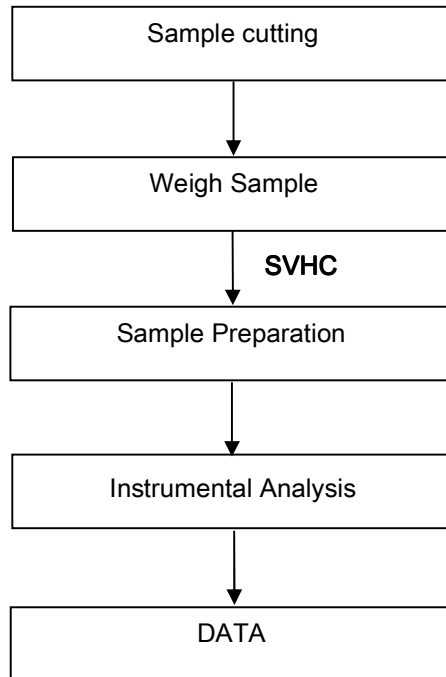 Sample cutting
Weigh Sample
SVHC
Sample Preparation
Instrumental Analysis
DATA